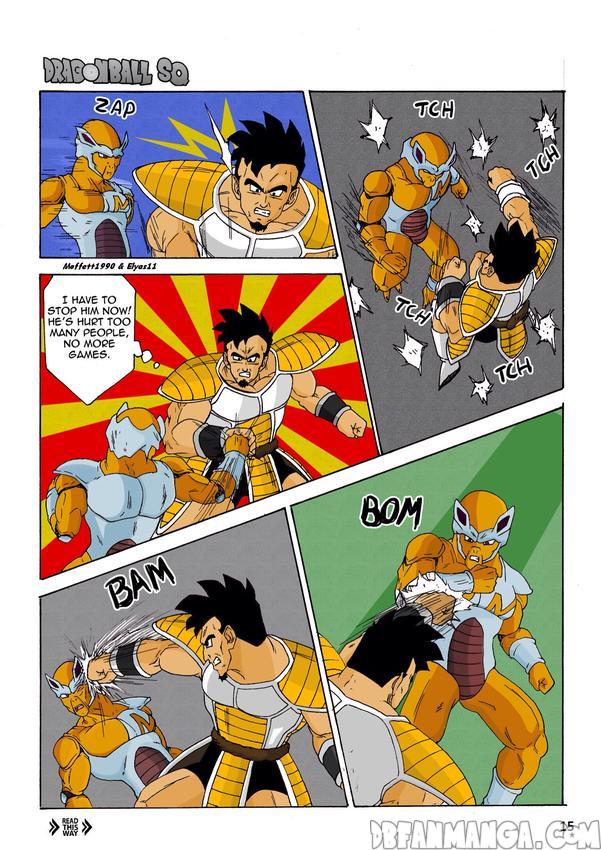 DRAGONBALL SQ
ZAP
TCH
TCH
TCH
TCH
Moffett1990 & Elyas11
I HAVE TO
STOP HIM NOW!
HE'S HURT TOO
MANY PEOPLE,
NO MORE
GAMES.
BOM
BAM
READ
THIS
WAY
15
DBFANMANGA.COM